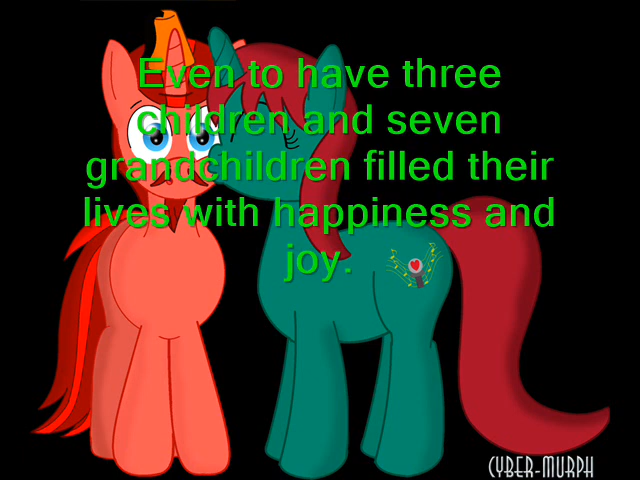 Even to have three
children and seven
grandchildren filled their
lives with happiness and
joy.
CYBER-MURPH